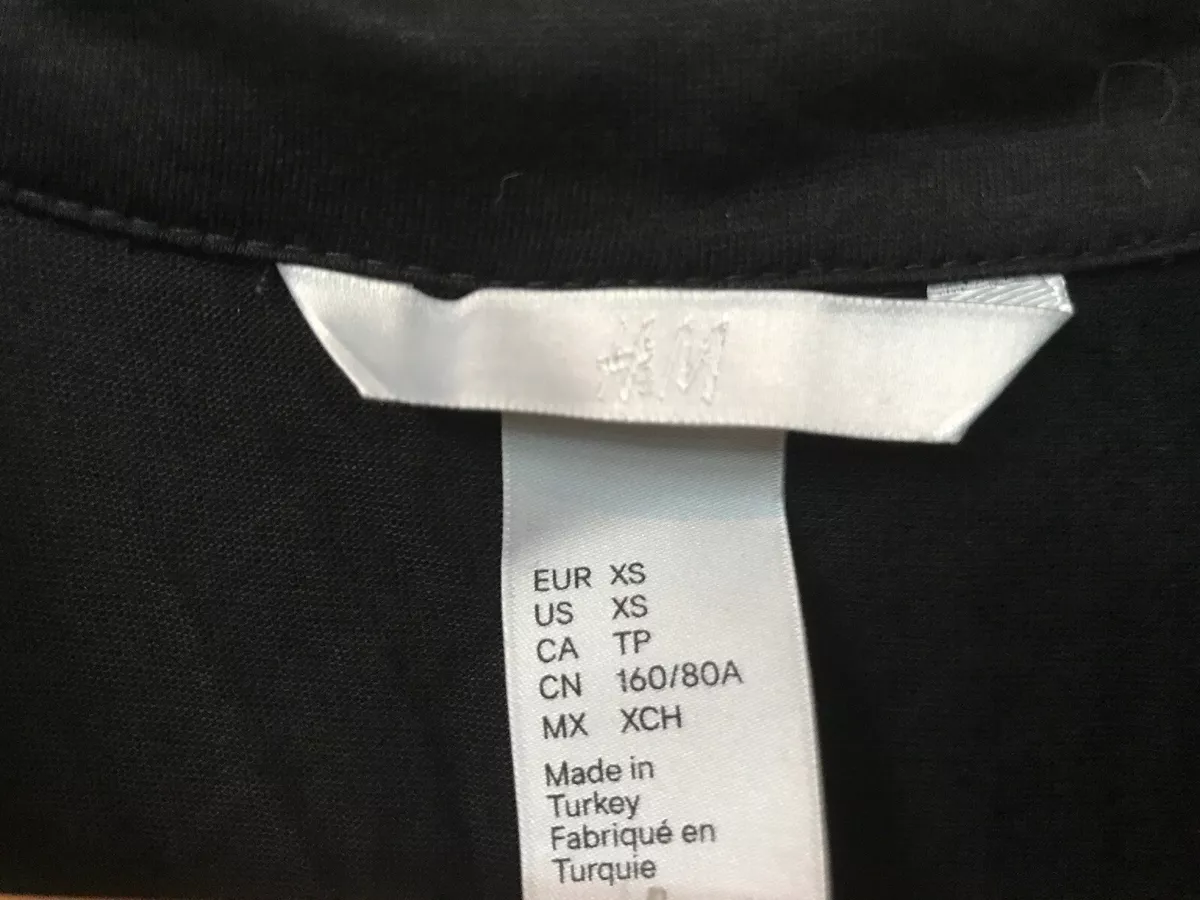 H&M
EUR XS
US XS
CA TP
CN 160/80A
MX XCH
Made in
Turkey
Fabriqué en
Turquie